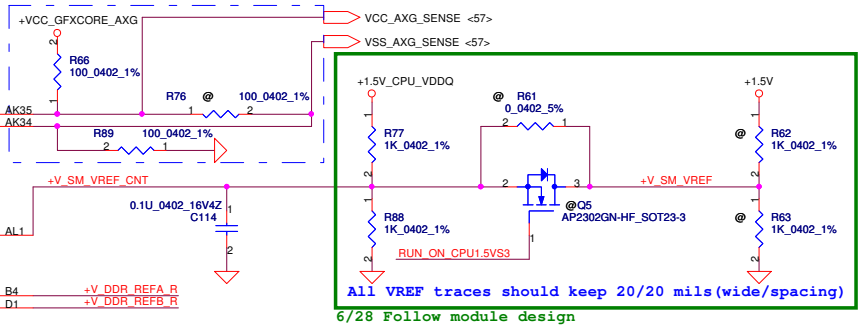 +VCC_GFXCORE_AXG
VCC_AXG_SENSE <57>
VSS_AXG_SENSE <57>
2
R66
100_0402_1%
1
R76 @ 100_0402_1%
1 2
AK35
AK34
R89 100_0402_1%
2 1
+1.5V_CPU_VDDQ
@ R61
0_0402_5%
2 1
+1.5V
1
R77
1K_0402_1%
2
1
@ R62
1K_0402_1%
2
+V_SM_VREF_CNT
2 3
+V_SM_VREF
0.1U_0402_16V4Z
C114
1
2
AL1
1
R88
1K_0402_1%
2
@Q5
AP2302GN-HF_SOT23-3
1
RUN_ON_CPU1.5VS3
1
@ R63
1K_0402_1%
2
B4 +V_DDR_REFA_R
D1 +V_DDR_REFB_R
All VREF traces should keep 20/20 mils(wide/spacing)
6/28 Follow module design